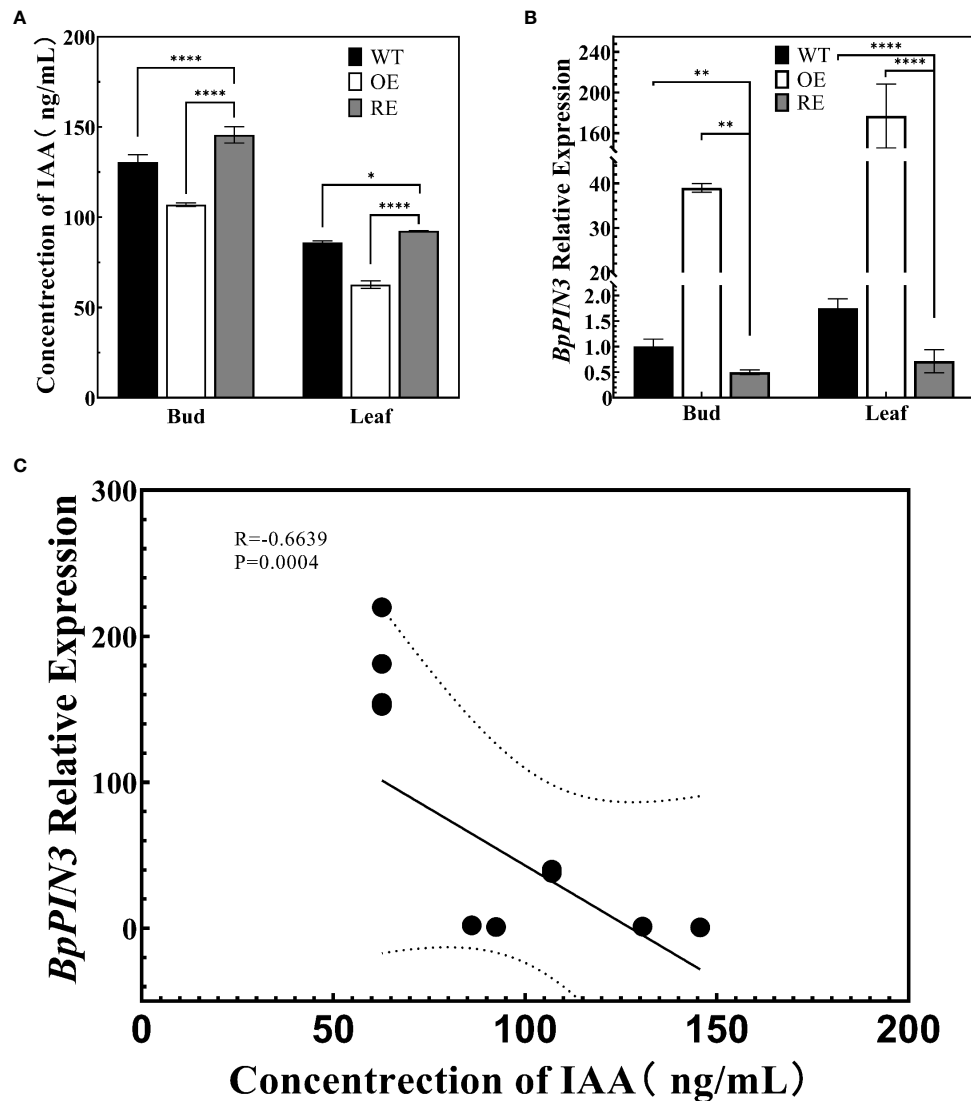 A
Concentrection of IAA( ng/mL)
200
150
100
50
0
WT
OE
RE
****
****
*
****
Bud
Leaf
B
BpPIN3 Relative Expression
240
200
160
40
30
20
2.0
1.5
1.0
0.5
0
WT
OE
RE
**
**
****
****
Bud
Leaf
C
BpPIN3 Relative Expression
300
200
100
0
R=-0.6639
P=0.0004
0
50
100
150
200
Concentrection of IAA( ng/mL)